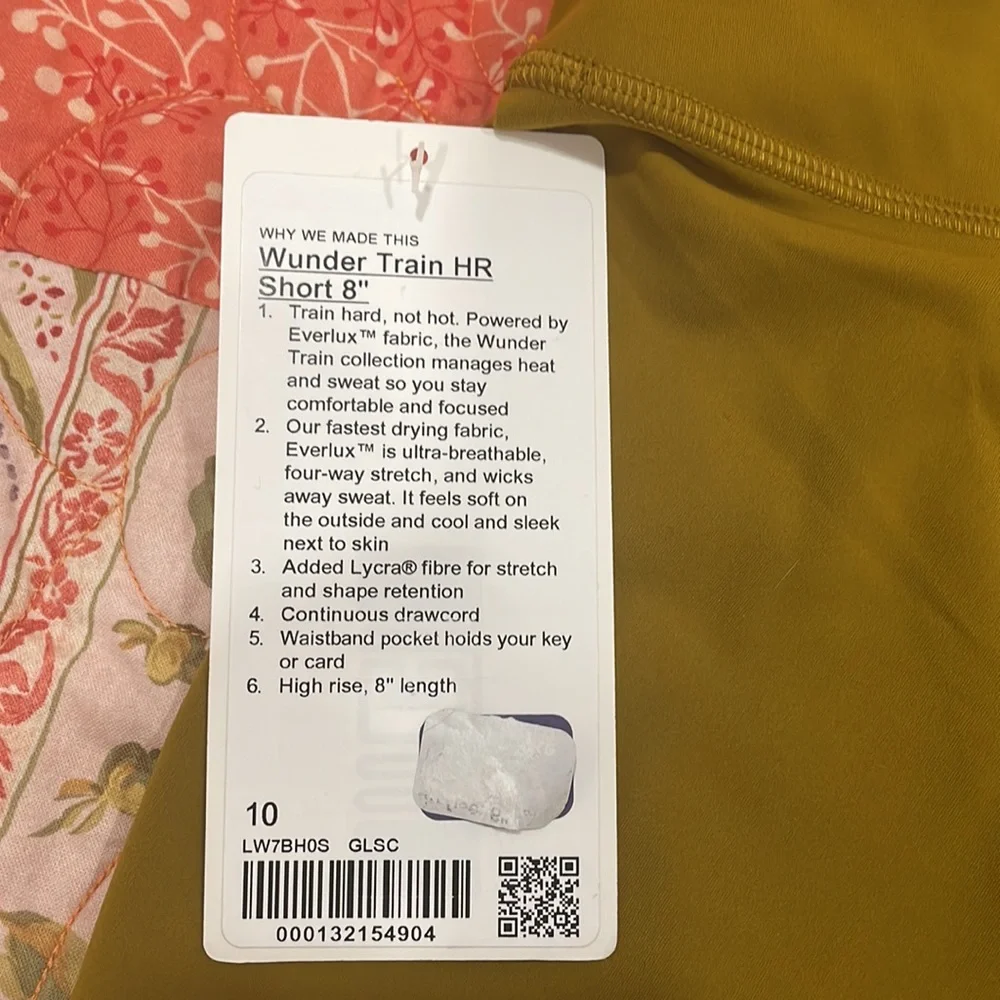 WHY WE MADE THIS
Wunder Train HR
Short 8"
1. Train hard, not hot. Powered by
Everlux™ fabric, the Wunder
Train collection manages heat
and sweat so you stay
comfortable and focused
2. Our fastest drying fabric,
Everlux™ is ultra-breathable,
four-way stretch, and wicks
away sweat. It feels soft on
the outside and cool and sleek
next to skin
3. Added Lycra® fibre for stretch
and shape retention
4. Continuous drawcord
5. Waistband pocket holds your key
or card
6. High rise, 8" length
10
LW7BH0S GLSC
000132154904